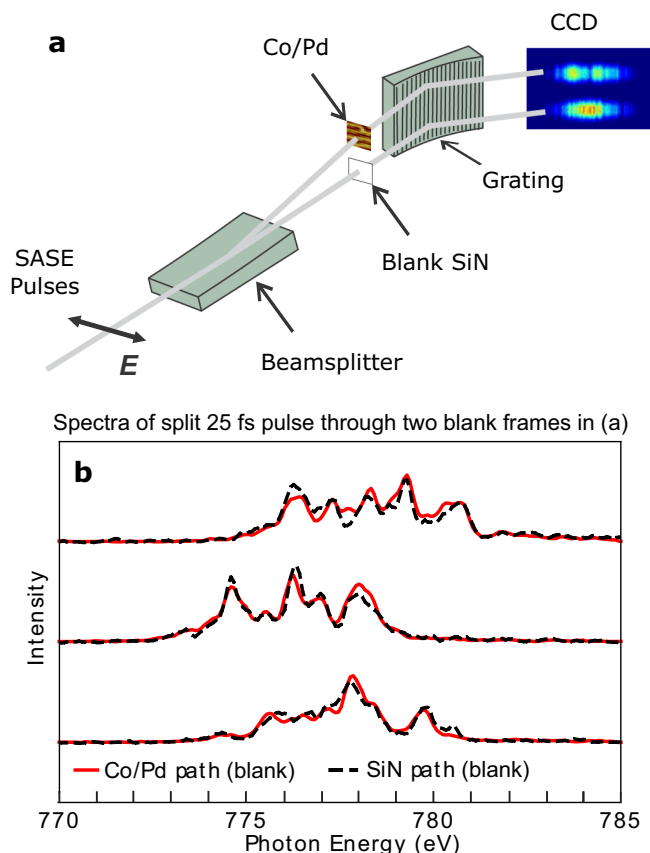 a
Co/Pd
CCD
Grating
Blank SiN
SASE
Pulses
E
Beamsplitter
Spectra of split 25 fs pulse through two blank frames in (a)
b
Intensity
Co/Pd path (blank)
SiN path (blank)
770
775
780
785
Photon Energy (eV)